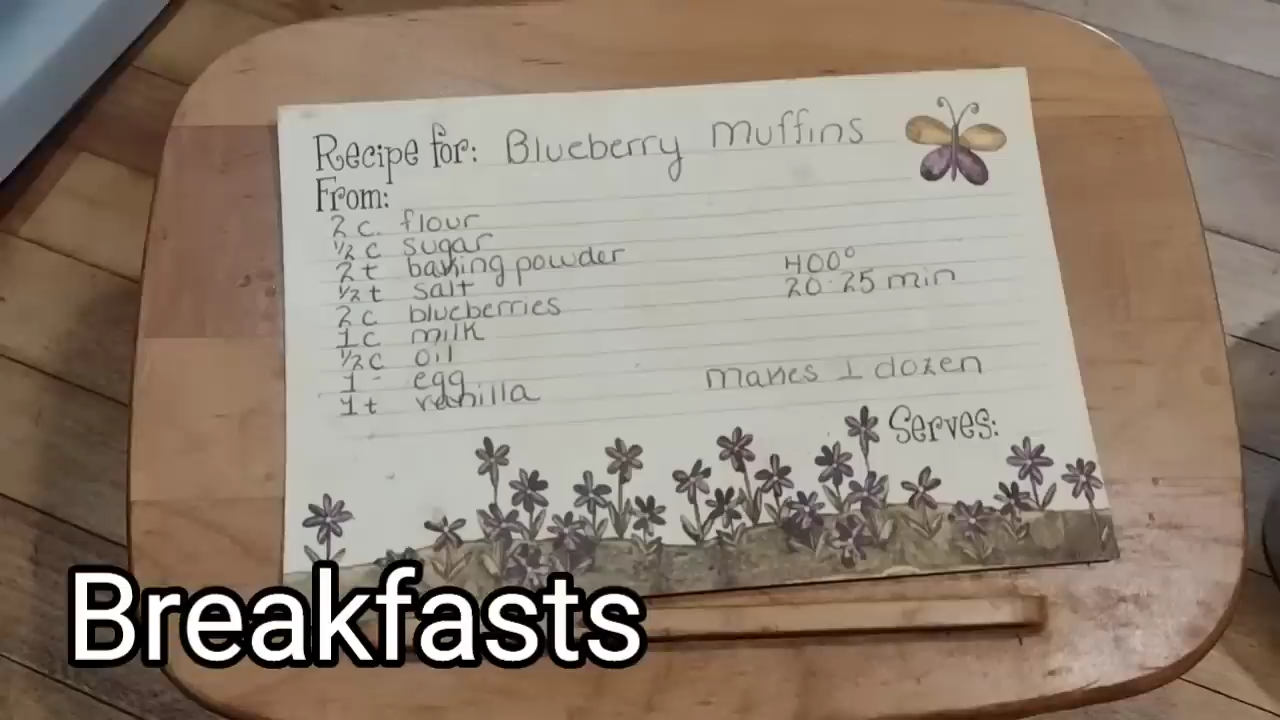 Recipe for: Blueberry Muffins
From:
2 c. flour
½ c sugar
2 t baking powder
½ t salt
2 c blueberries
1 c milk
½ c oil
1 - egg
1 t vanilla
400°
20-25 min
makes 1 dozen
Serves:
Breakfasts